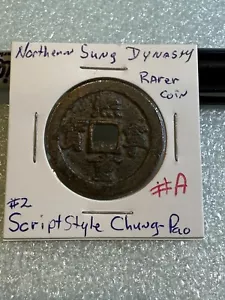 Northern Sung Dynasty
Rarer
coin
#A
#2
Script Style Chung-Pao